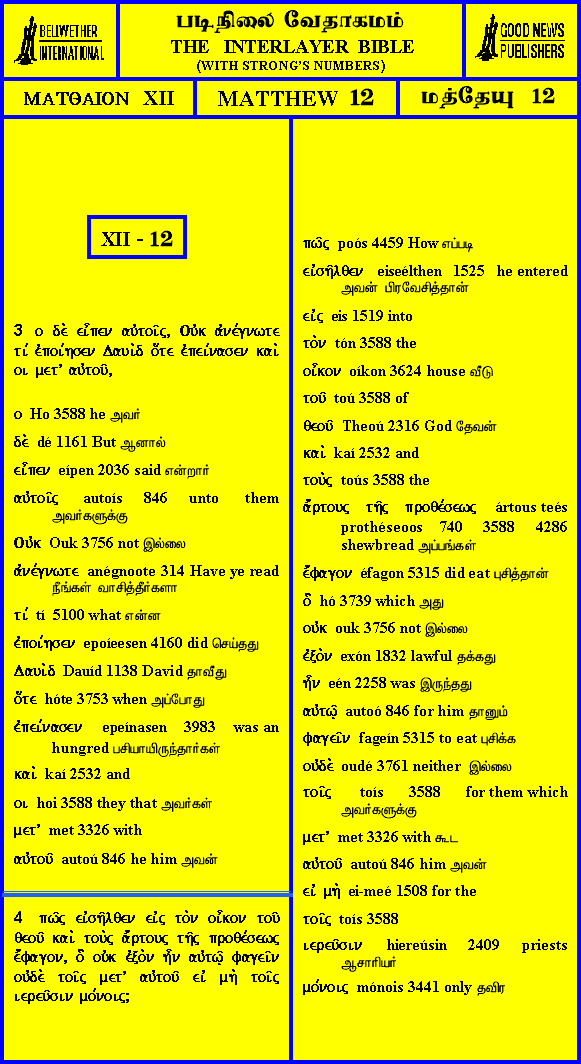 BELLWETHER
INTERNATIONAL
படிநிலை வேதாகமம்
THE INTERLAYER BIBLE
(WITH STRONG'S NUMBERS)
GOOD NEWS
PUBLISHERS
ΜΑΤΘΑΙΟΝ XII
MATTHEW 12
மத்தேயு 12
XII - 12
3 ο δὲ εἶπεν αὐτοῖς, Οὐκ ἀνέγνωτε
τί ἐποίησεν Δαυὶδ ὅτε ἐπείνασεν καὶ
οι μετ’ αὐτοῦ,
ο Ho 3588 he அவர்
δὲ dé 1161 But ஆனால்
εἶπεν eípen 2036 said என்றார்
αὐτοῖς autoís 846 unto them
அவர்களுக்கு
Οὐκ Ouk 3756 not இல்லை
ἀνέγνωτε anégnoote 314 Have ye read
நீங்கள் வாசித்தீர்களா
τί tí 5100 what என்ன
ἐποίησεν epoíeesen 4160 did செய்தது
Δαυὶδ Dauíd 1138 David தாவீது
ὅτε hóte 3753 when அப்போது
ἐπείνασεν epeínasen 3983 was an
hungred பசியாயிருந்தார்கள்
καὶ kaí 2532 and
οι hoi 3588 they that அவர்கள்
μετ’ met 3326 with
αὐτοῦ autoú 846 he him அவன்
4 πῶς εἰσῆλθεν εἰς τὸν οἶκον τοῦ
θεοῦ καὶ τοὺς ἄρτους τῆς προθέσεως
ἔφαγον, ὃ οὐκ ἐξὸν ἦν αὐτῷ φαγεῖν
οὐδὲ τοῖς μετ’ αὐτοῦ εἰ μὴ τοῖς
ιερεῦσιν μόνοις;
πῶς poós 4459 How எப்படி
εἰσῆλθεν eiseélthen 1525 he entered
அவன் பிரவேசித்தான்
εἰς eis 1519 into
τὸν tón 3588 the
οἶκον oíkon 3624 house வீடு
τοῦ toú 3588 of
θεοῦ Theoú 2316 God தேவன்
καὶ kaí 2532 and
τοὺς toús 3588 the
ἄρτους τῆς προθέσεως ártous teés
prothéseoos 740 3588 4286
shewbread அப்பங்கள்
ἔφαγον éfagon 5315 did eat புசித்தான்
ὃ hó 3739 which அது
οὐκ ouk 3756 not இல்லை
ἐξὸν exón 1832 lawful தக்கது
ἦν eén 2258 was இருந்தது
αὐτῷ autoó 846 for him தானும்
φαγεῖν fageín 5315 to eat புசிக்க
οὐδὲ oudé 3761 neither இல்லை
τοῖς toís 3588 for them which
அவர்களுக்கு
μετ’ met 3326 with கூட
αὐτοῦ autoú 846 him அவன்
εἰ μὴ ei-meé 1508 for the
τοῖς toís 3588
ιερεῦσιν hiereúsin 2409 priests
ஆசாரியர்
μόνοις mónois 3441 only தவிர